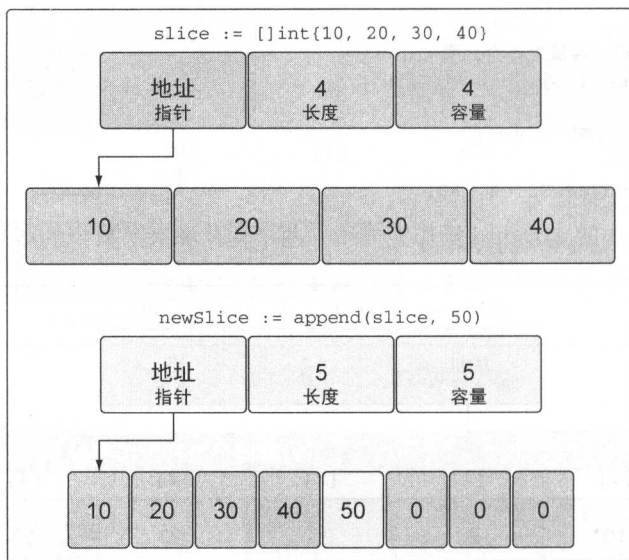 slice := []int{10, 20, 30, 40}
地址 4 4
指针 长度 容量
10 20 30 40
newSlice := append(slice, 50)
地址 5 5
指针 长度 容量
10 20 30 40 50 0 0 0